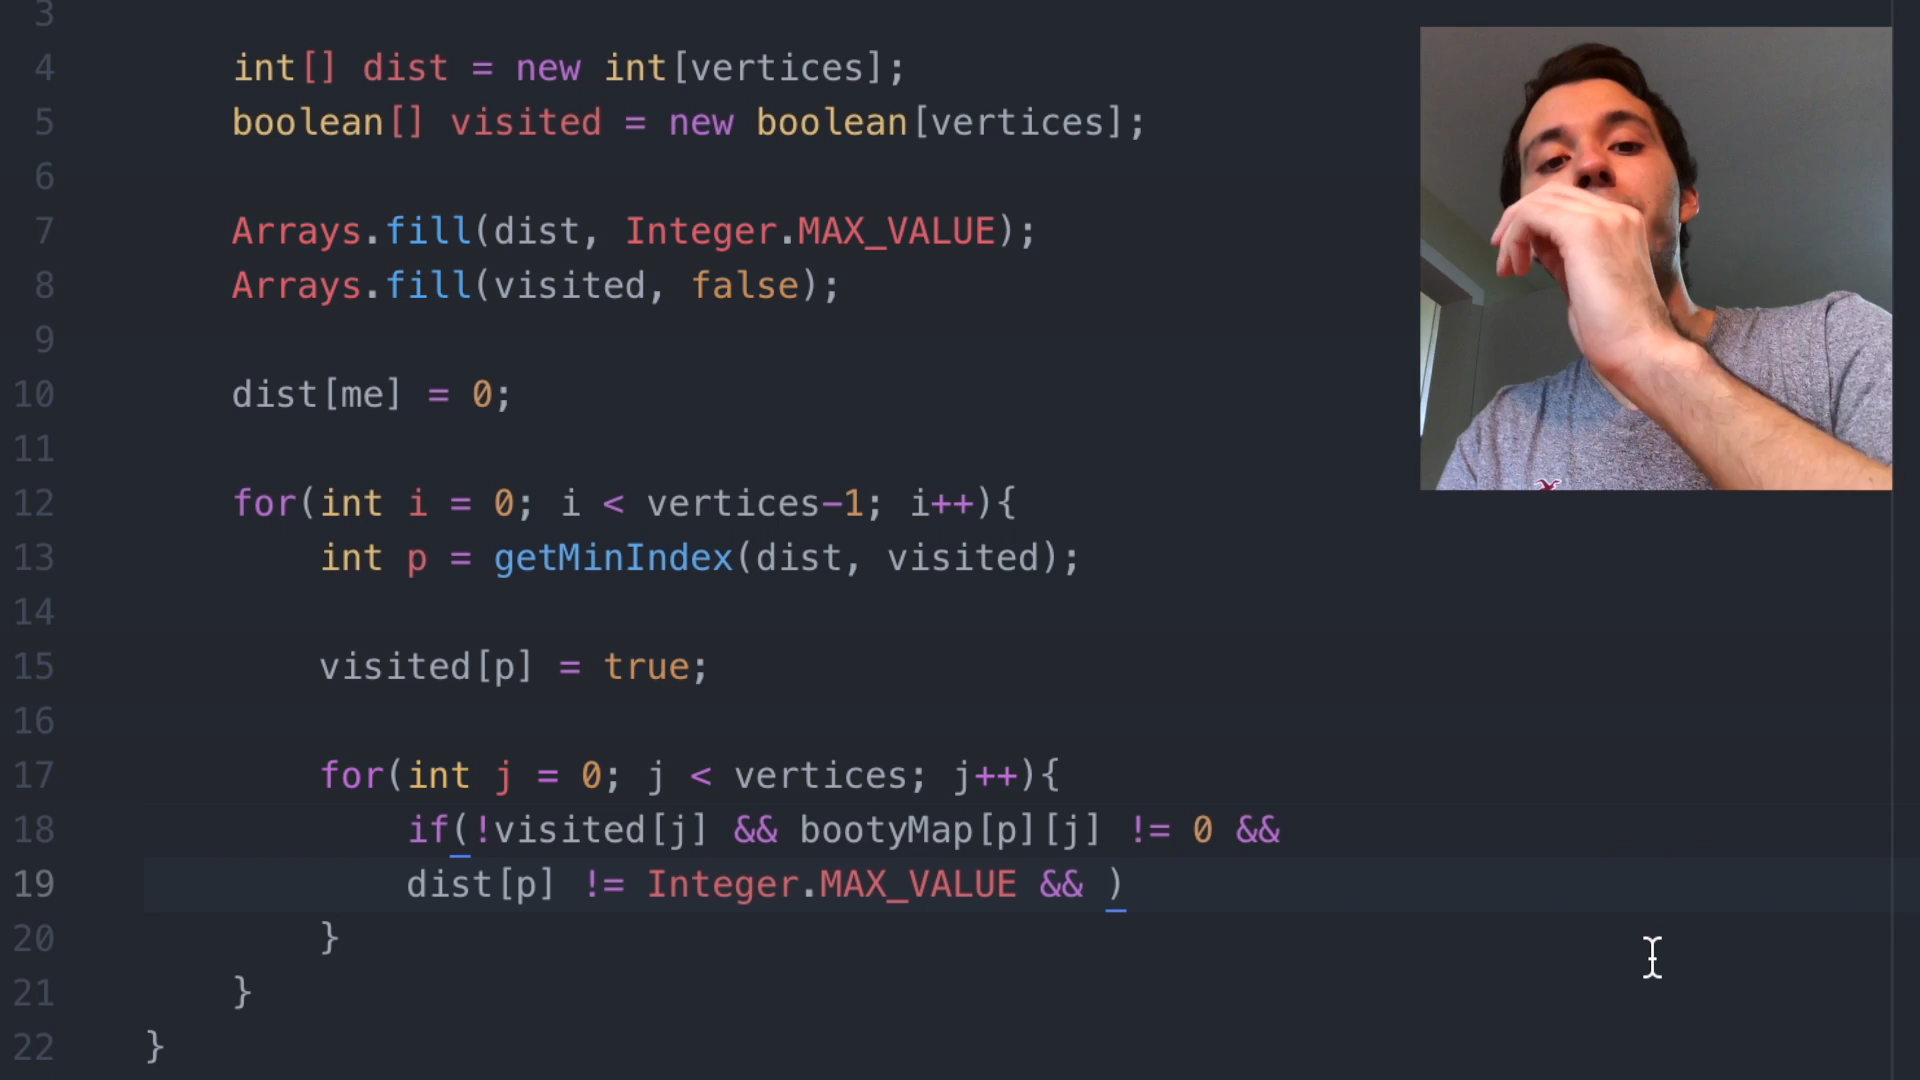 3
4 int[] dist = new int[vertices];
5 boolean[] visited = new boolean[vertices];
6
7 Arrays.fill(dist, Integer.MAX_VALUE);
8 Arrays.fill(visited, false);
9
10 dist[me] = 0;
11
12 for(int i = 0; i < vertices-1; i++){
13 int p = getMinIndex(dist, visited);
14
15 visited[p] = true;
16
17 for(int j = 0; j < vertices; j++){
18 if(!visited[j] && bootyMap[p][j] != 0 &&
19 dist[p] != Integer.MAX_VALUE && )
20 }
21 }
22 }